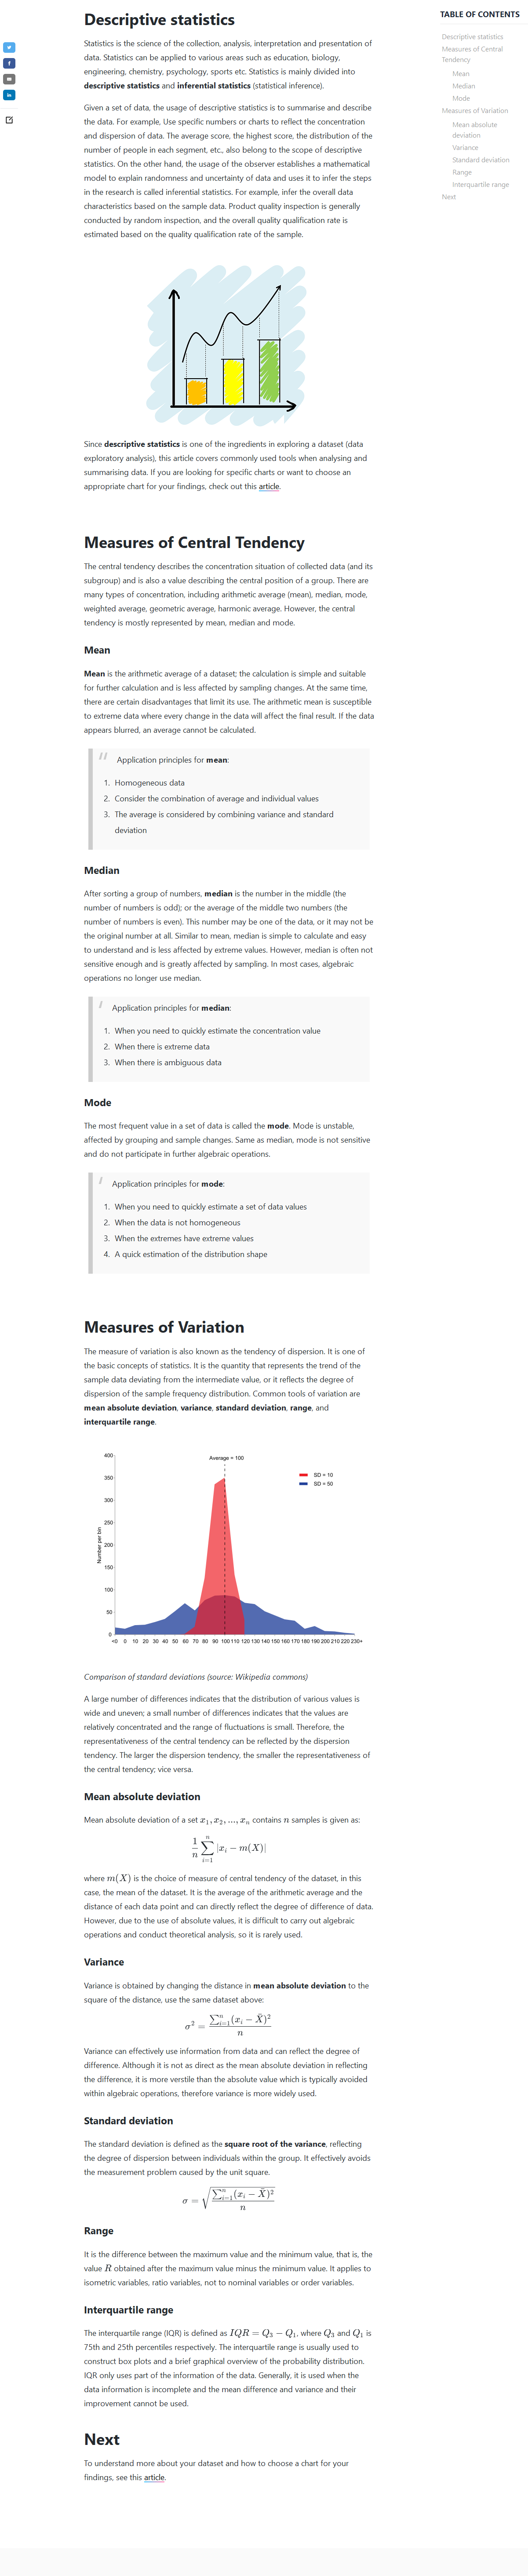 Descriptive statistics
Statistics is the science of the collection, analysis, interpretation and presentation of
data. Statistics can be applied to various areas such as education, biology,
engineering, chemistry, psychology, sports etc. Statistics is mainly divided into
descriptive statistics and inferential statistics (statistical inference).
Given a set of data, the usage of descriptive statistics is to summarise and describe
the data. For example, Use specific numbers or charts to reflect the concentration
and dispersion of data. The average score, the highest score, the distribution of the
number of people in each segment, etc., also belong to the scope of descriptive
statistics. On the other hand, the usage of the observer establishes a mathematical
model to explain randomness and uncertainty of data and uses it to infer the steps
in the research is called inferential statistics. For example, infer the overall data
characteristics based on the sample data. Product quality inspection is generally
conducted by random inspection, and the overall quality qualification rate is
estimated based on the quality qualification rate of the sample.
Since descriptive statistics is one of the ingredients in exploring a dataset (data
exploratory analysis), this article covers commonly used tools when analysing and
summarising data. If you are looking for specific charts or want to choose an
appropriate chart for your findings, check out this article.
Measures of Central Tendency
The central tendency describes the concentration situation of collected data (and its
subgroup) and is also a value describing the central position of a group. There are
many types of concentration, including arithmetic average (mean), median, mode,
weighted average, geometric average, harmonic average. However, the central
tendency is mostly represented by mean, median and mode.
Mean
Mean is the arithmetic average of a dataset; the calculation is simple and suitable
for further calculation and is less affected by sampling changes. At the same time,
there are certain disadvantages that limit its use. The arithmetic mean is susceptible
to extreme data where every change in the data will affect the final result. If the data
appears blurred, an average cannot be calculated.
Application principles for mean:
1. Homogeneous data
2. Consider the combination of average and individual values
3. The average is considered by combining variance and standard
deviation
Median
After sorting a group of numbers, median is the number in the middle (the
number of numbers is odd); or the average of the middle two numbers (the
number of numbers is even). This number may be one of the data, or it may not be
the original number at all. Similar to mean, median is simple to calculate and easy
to understand and is less affected by extreme values. However, median is often not
sensitive enough and is greatly affected by sampling. In most cases, algebraic
operations no longer use median.
Application principles for median:
1. When you need to quickly estimate the concentration value
2. When there is extreme data
3. When there is ambiguous data
Mode
The most frequent value in a set of data is called the mode. Mode is unstable,
affected by grouping and sample changes. Same as median, mode is not sensitive
and do not participate in further algebraic operations.
Application principles for mode:
1. When you need to quickly estimate a set of data values
2. When the data is not homogeneous
3. When the extremes have extreme values
4. A quick estimation of the distribution shape
Measures of Variation
The measure of variation is also known as the tendency of dispersion. It is one of
the basic concepts of statistics. It is the quantity that represents the trend of the
sample data deviating from the intermediate value, or it reflects the degree of
dispersion of the sample frequency distribution. Common tools of variation are
mean absolute deviation, variance, standard deviation, range, and
interquartile range.
Average = 100
SD = 10
SD = 50
Number per bin
400
350
300
250
200
150
100
50
0
<0 0 10 20 30 40 50 60 70 80 90 100 110 120 130 140 150 160 170 180 190 200 210 220 230+
Comparison of standard deviations (source: Wikipedia commons)
A large number of differences indicates that the distribution of various values is
wide and uneven; a small number of differences indicates that the values are
relatively concentrated and the range of fluctuations is small. Therefore, the
representativeness of the central tendency can be reflected by the dispersion
tendency. The larger the dispersion tendency, the smaller the representativeness of
the central tendency; vice versa.
Mean absolute deviation
Mean absolute deviation of a set x₁, x₂, ..., xₙ contains n samples is given as:
1/n ∑ⁿᵢ₌₁ |xᵢ − m(X)|
where m(X) is the choice of measure of central tendency of the dataset, in this
case, the mean of the dataset. It is the average of the arithmetic average and the
distance of each data point and can directly reflect the degree of difference of data.
However, due to the use of absolute values, it is difficult to carry out algebraic
operations and conduct theoretical analysis, so it is rarely used.
Variance
Variance is obtained by changing the distance in mean absolute deviation to the
square of the distance, use the same dataset above:
σ² = ∑ⁿᵢ₌₁(xᵢ − X̄)² / n
Variance can effectively use information from data and can reflect the degree of
difference. Although it is not as direct as the mean absolute deviation in reflecting
the difference, it is more verstile than the absolute value which is typically avoided
within algebraic operations, therefore variance is more widely used.
Standard deviation
The standard deviation is defined as the square root of the variance, reflecting
the degree of dispersion between individuals within the group. It effectively avoids
the measurement problem caused by the unit square.
σ = √(∑ⁿᵢ₌₁(xᵢ − X̄)² / n)
Range
It is the difference between the maximum value and the minimum value, that is, the
value R obtained after the maximum value minus the minimum value. It applies to
isometric variables, ratio variables, not to nominal variables or order variables.
Interquartile range
The interquartile range (IQR) is defined as IQR = Q₃ − Q₁, where Q₃ and Q₁ is
75th and 25th percentiles respectively. The interquartile range is usually used to
construct box plots and a brief graphical overview of the probability distribution.
IQR only uses part of the information of the data. Generally, it is used when the
data information is incomplete and the mean difference and variance and their
improvement cannot be used.
Next
To understand more about your dataset and how to choose a chart for your
findings, see this article.
TABLE OF CONTENTS
Descriptive statistics
Measures of Central
Tendency
Mean
Median
Mode
Measures of Variation
Mean absolute
deviation
Variance
Standard deviation
Range
Interquartile range
Next